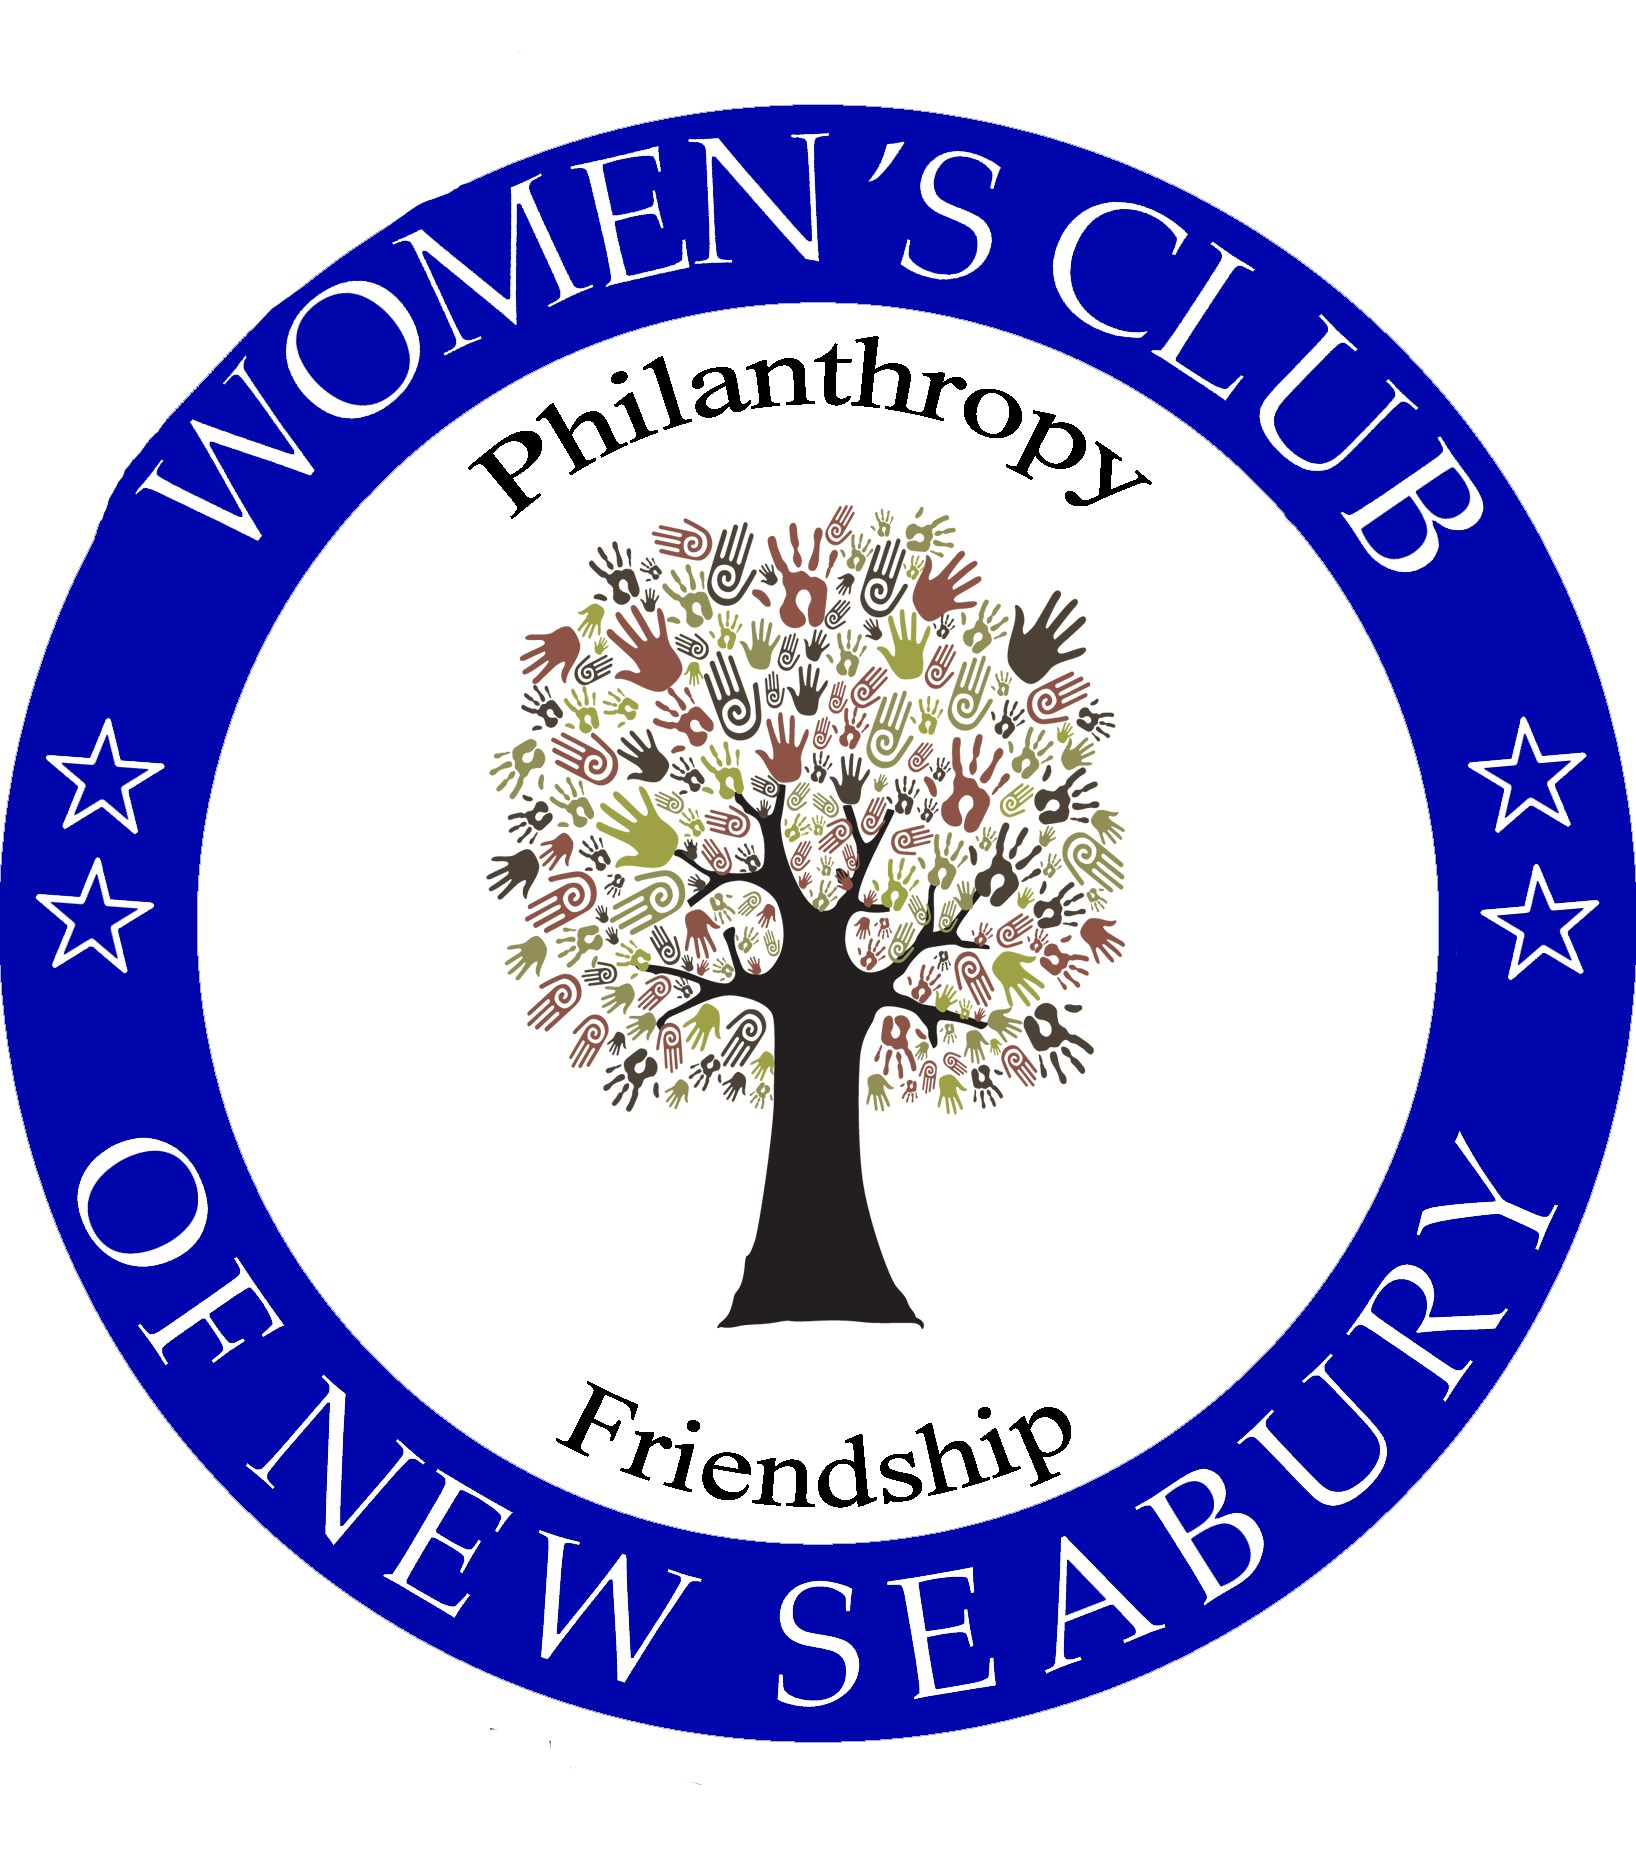 WOMEN'S CLUB
Philanthropy
Friendship
OF NEW SEABURY